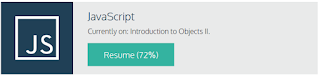 JS
JavaScript
Currently on: Introduction to Objects II.
Resume (72%)